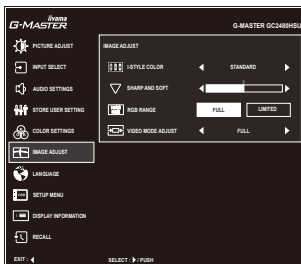 iiyama
G-MASTER
G-MASTER GC2480HSU
PICTURE ADJUST
IMAGE ADJUST
INPUT SELECT
I-STYLE COLOR
STANDARD
AUDIO SETTINGS
SHARP AND SOFT
STORE USER SETTING
RGB RANGE
FULL
LIMITED
COLOR SETTINGS
VIDEO MODE ADJUST
FULL
IMAGE ADJUST
LANGUAGE
OSD
SETUP MENU
DISPLAY INFORMATION
RECALL
EXIT :
SELECT : / PUSH